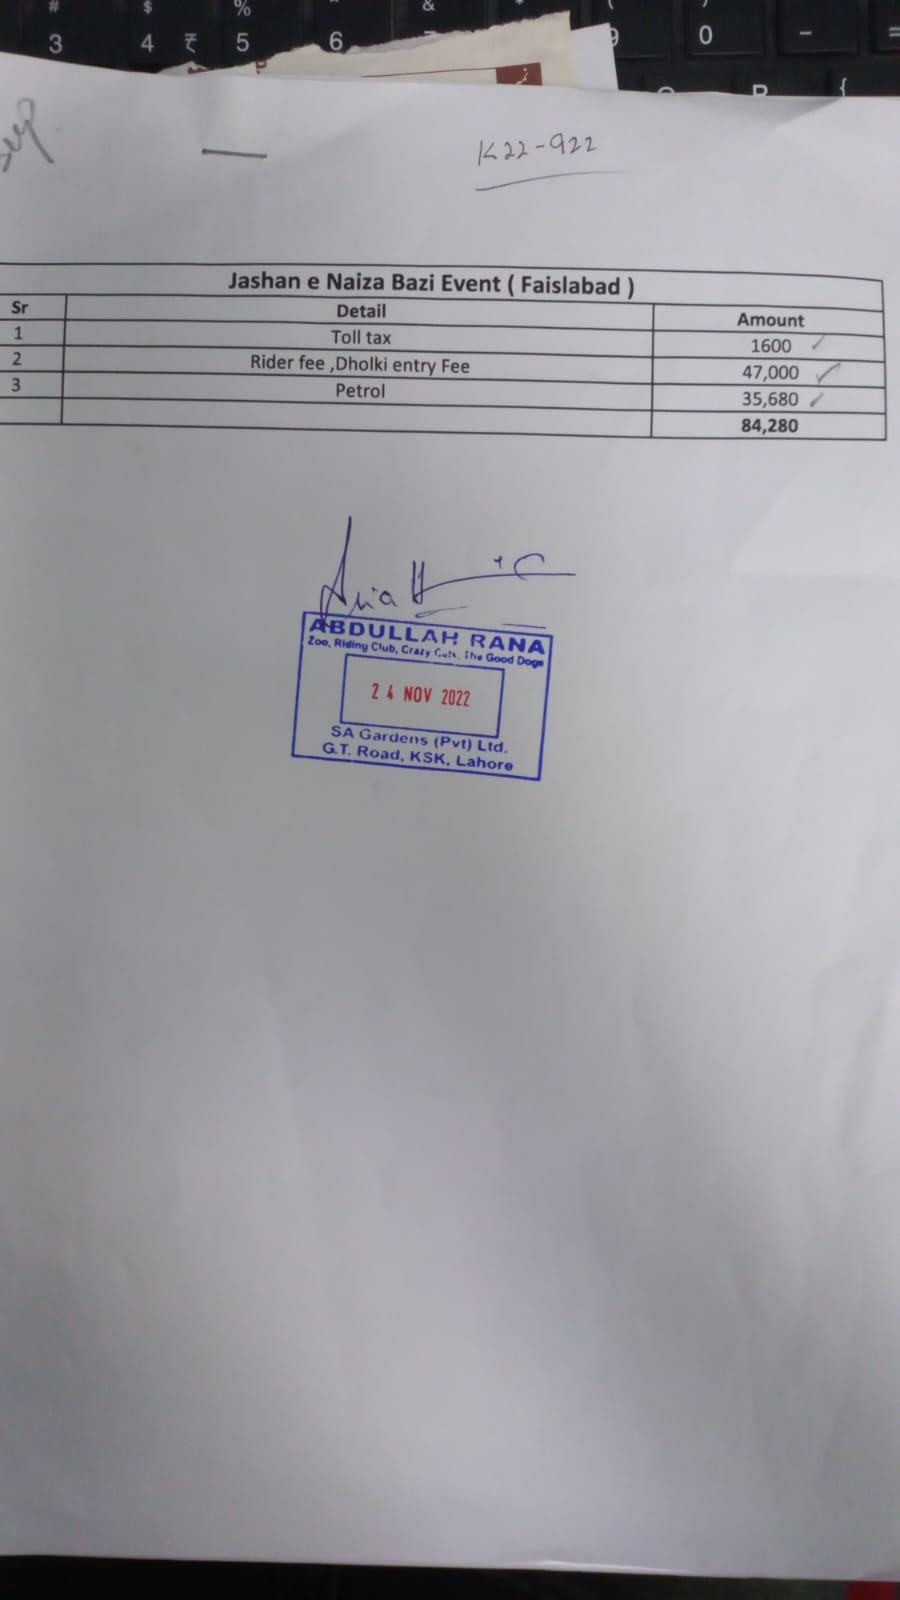 # $ % &
3 4 ₹ 5 6 9 0 - =
P {
K22-922
Jashan e Naiza Bazi Event ( Faislabad )
Sr Detail Amount
1 Toll tax 1600
2 Rider fee ,Dholki entry Fee 47,000
3 Petrol 35,680
84,280
ABDULLAH RANA
Zoo, Riding Club, Crazy Cuts, The Good Dogs
24 NOV 2022
SA Gardens (Pvt) Ltd.
G.T. Road, KSK, Lahore